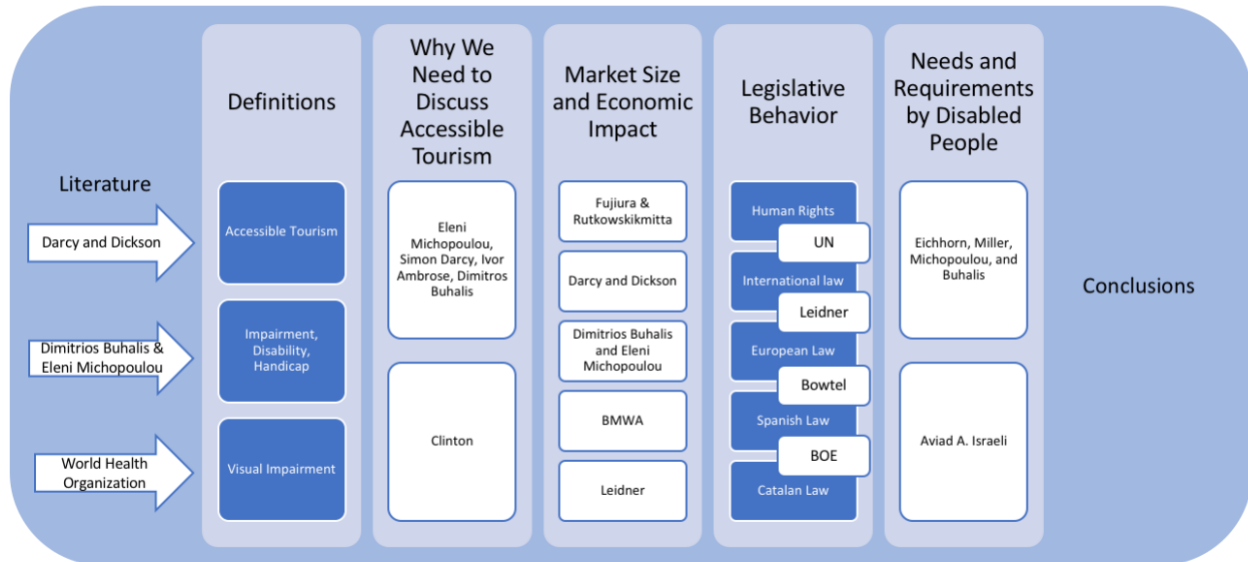 Literature
Darcy and Dickson
Dimitrios Buhalis &
Eleni Michopoulou
World Health
Organization
Definitions
Accessible Tourism
Impairment,
Disability,
Handicap
Visual Impairment
Why We
Need to
Discuss
Accessible
Tourism
Eleni
Michopoulou,
Simon Darcy, Ivor
Ambrose, Dimitros
Buhalis
Clinton
Market Size
and Economic
Impact
Fujiura &
Rutkowskikmitta
Darcy and Dickson
Dimitrios Buhalis
and Eleni
Michopoulou
BMWA
Leidner
Legislative
Behavior
Human Rights
UN
International law
Leidner
European Law
Bowtel
Spanish Law
BOE
Catalan Law
Needs and
Requirements
by Disabled
People
Eichhorn, Miller,
Michopoulou, and
Buhalis
Aviad A. Israeli
Conclusions